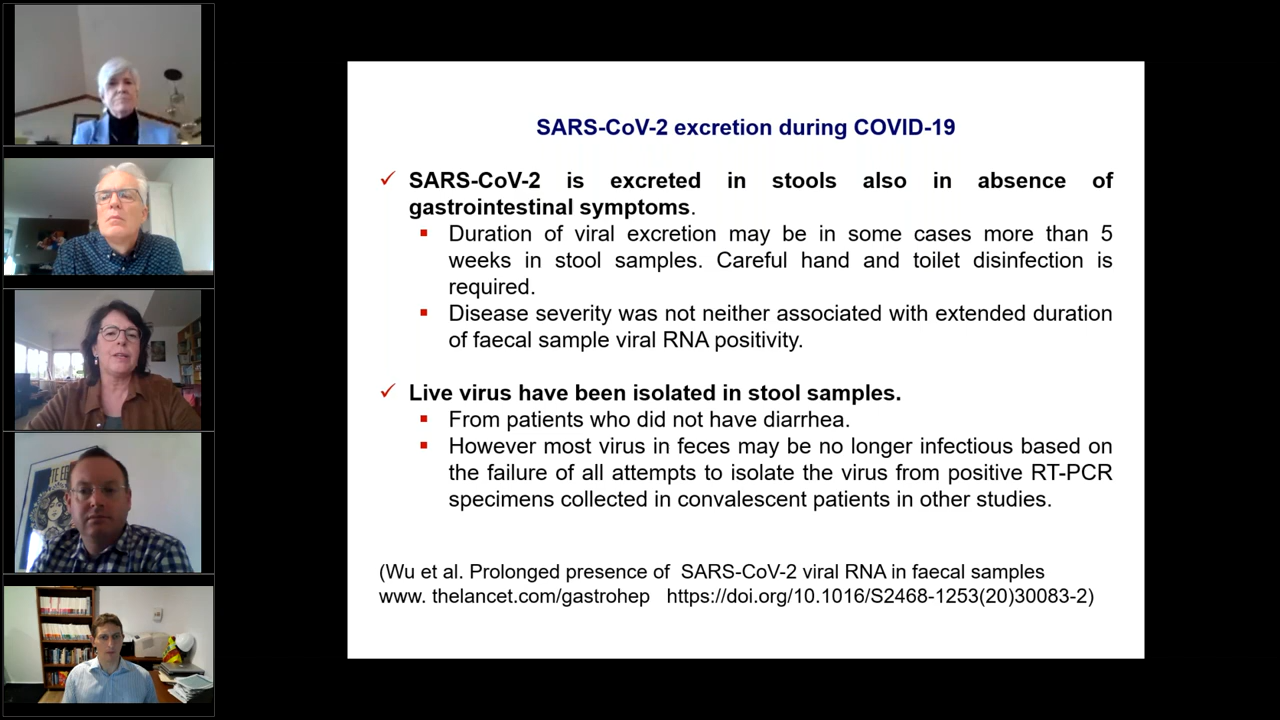 SARS-CoV-2 excretion during COVID-19
✓ SARS-CoV-2 is excreted in stools also in absence of
gastrointestinal symptoms.
▪ Duration of viral excretion may be in some cases more than 5
weeks in stool samples. Careful hand and toilet disinfection is
required.
▪ Disease severity was not neither associated with extended duration
of faecal sample viral RNA positivity.
✓ Live virus have been isolated in stool samples.
▪ From patients who did not have diarrhea.
▪ However most virus in feces may be no longer infectious based on
the failure of all attempts to isolate the virus from positive RT-PCR
specimens collected in convalescent patients in other studies.
(Wu et al. Prolonged presence of SARS-CoV-2 viral RNA in faecal samples
www. thelancet.com/gastrohep https://doi.org/10.1016/S2468-1253(20)30083-2)